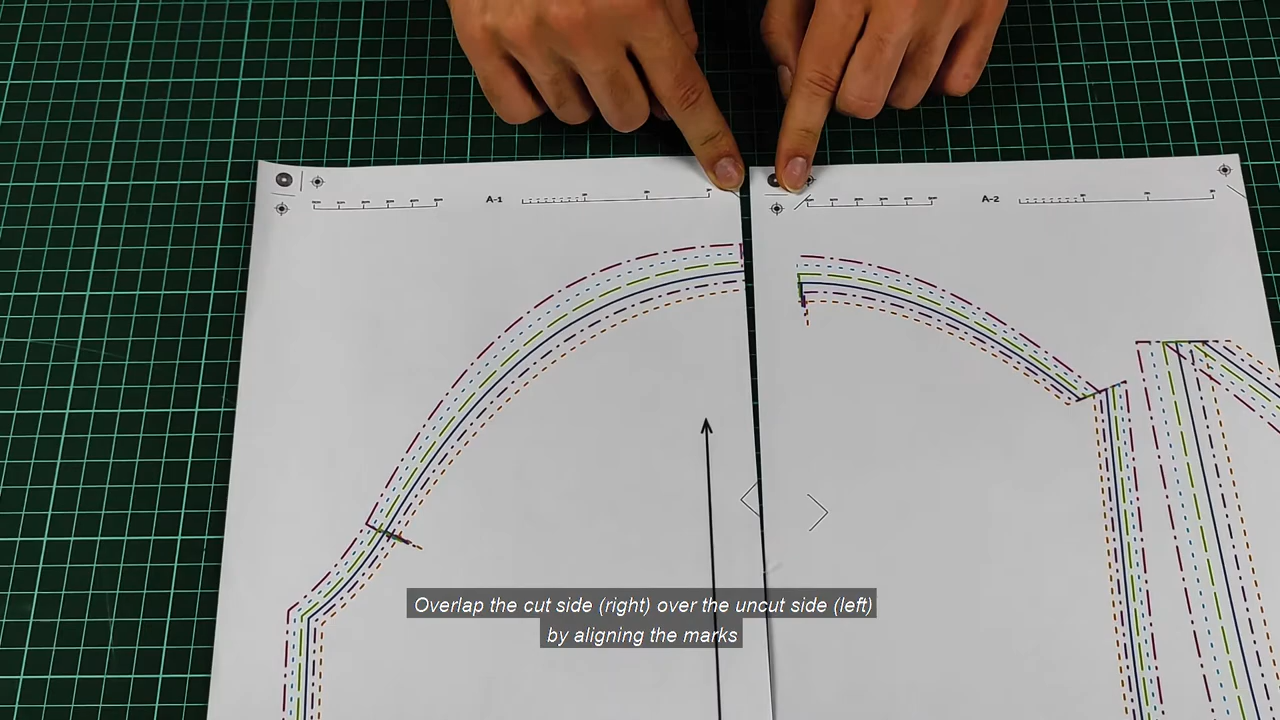 A-1
A-2
Overlap the cut side (right) over the uncut side (left)
by aligning the marks